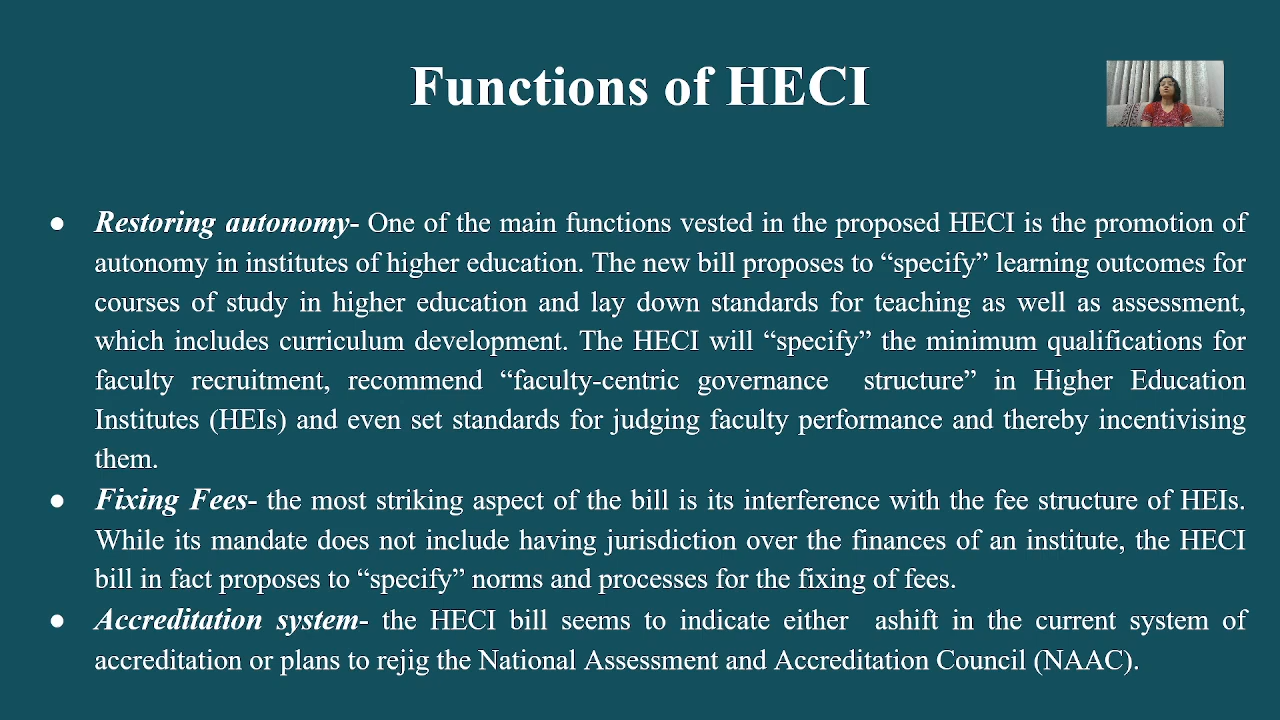 Functions of HECI
● Restoring autonomy- One of the main functions vested in the proposed HECI is the promotion of
autonomy in institutes of higher education. The new bill proposes to “specify” learning outcomes for
courses of study in higher education and lay down standards for teaching as well as assessment,
which includes curriculum development. The HECI will “specify” the minimum qualifications for
faculty recruitment, recommend “faculty-centric governance structure” in Higher Education
Institutes (HEIs) and even set standards for judging faculty performance and thereby incentivising
them.
● Fixing Fees- the most striking aspect of the bill is its interference with the fee structure of HEIs.
While its mandate does not include having jurisdiction over the finances of an institute, the HECI
bill in fact proposes to “specify” norms and processes for the fixing of fees.
● Accreditation system- the HECI bill seems to indicate either ashift in the current system of
accreditation or plans to rejig the National Assessment and Accreditation Council (NAAC).